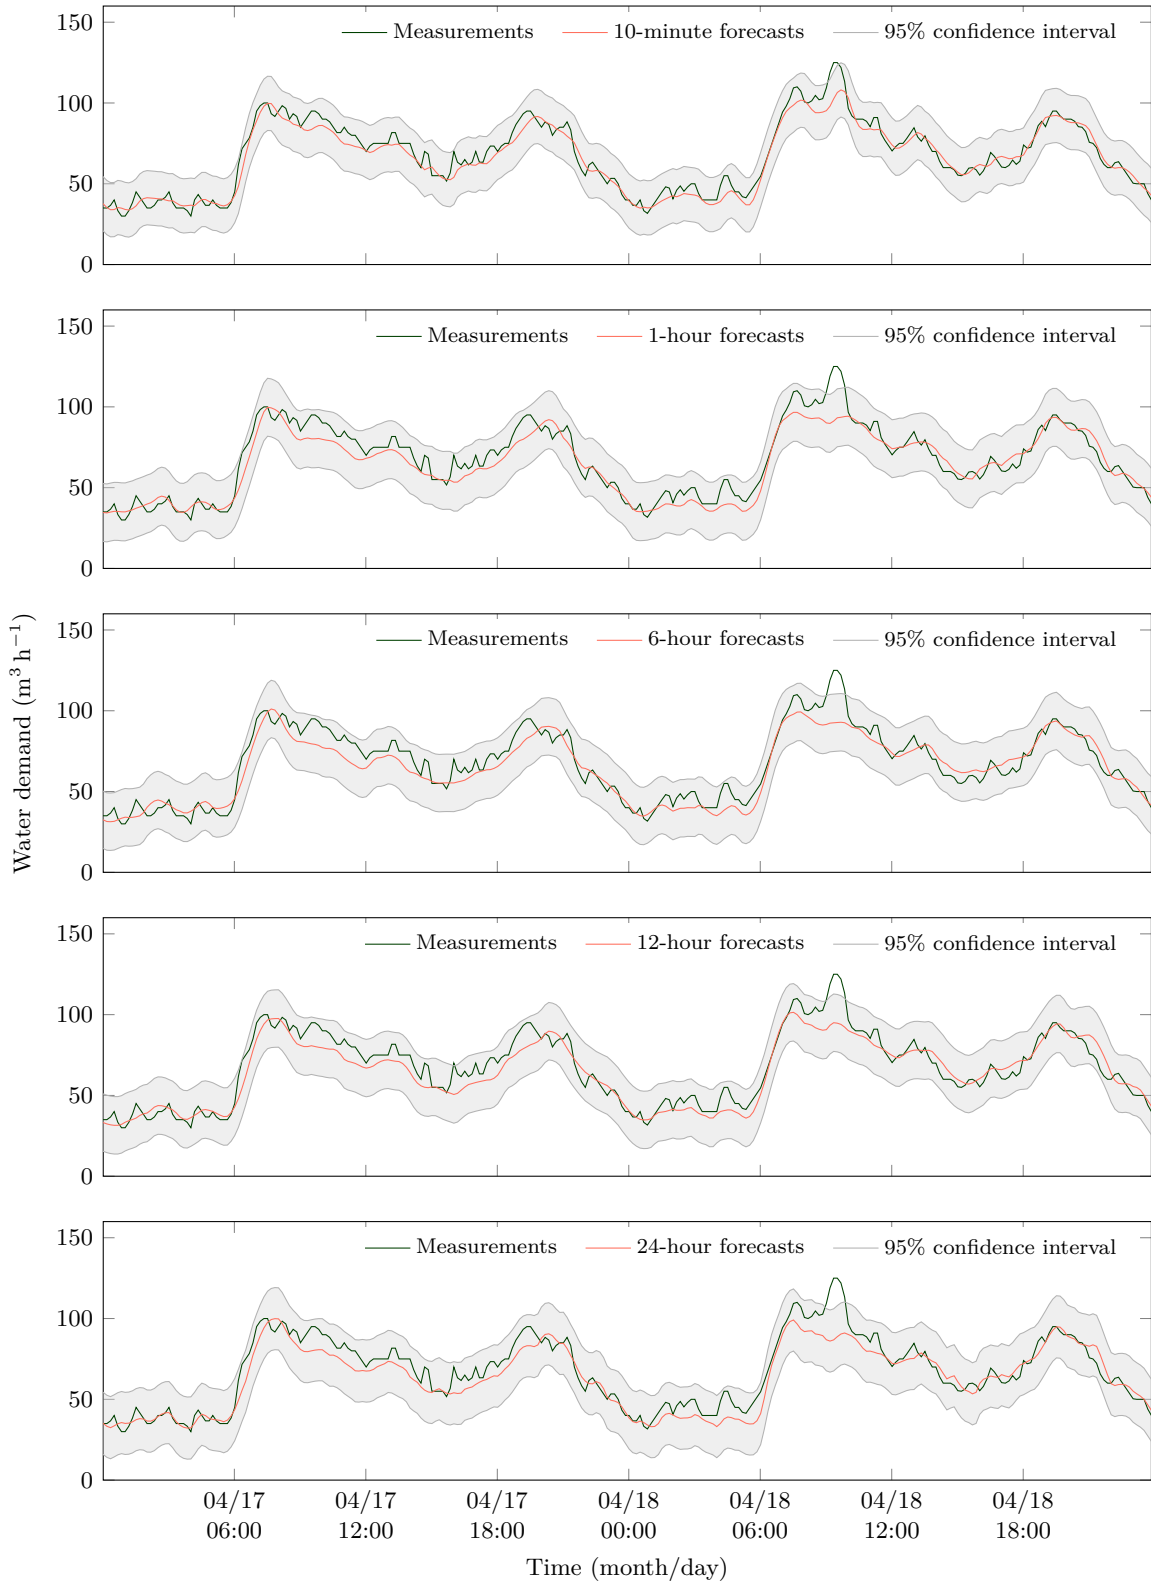 150
Measurements 10-minute forecasts 95% confidence interval
100
50
0
150
Measurements 1-hour forecasts 95% confidence interval
100
50
0
Water demand (m³ h⁻¹)
150
Measurements 6-hour forecasts 95% confidence interval
100
50
0
150
Measurements 12-hour forecasts 95% confidence interval
100
50
0
150
Measurements 24-hour forecasts 95% confidence interval
100
50
0
04/17 04/17 04/17 04/18 04/18 04/18 04/18
06:00 12:00 18:00 00:00 06:00 12:00 18:00
Time (month/day)